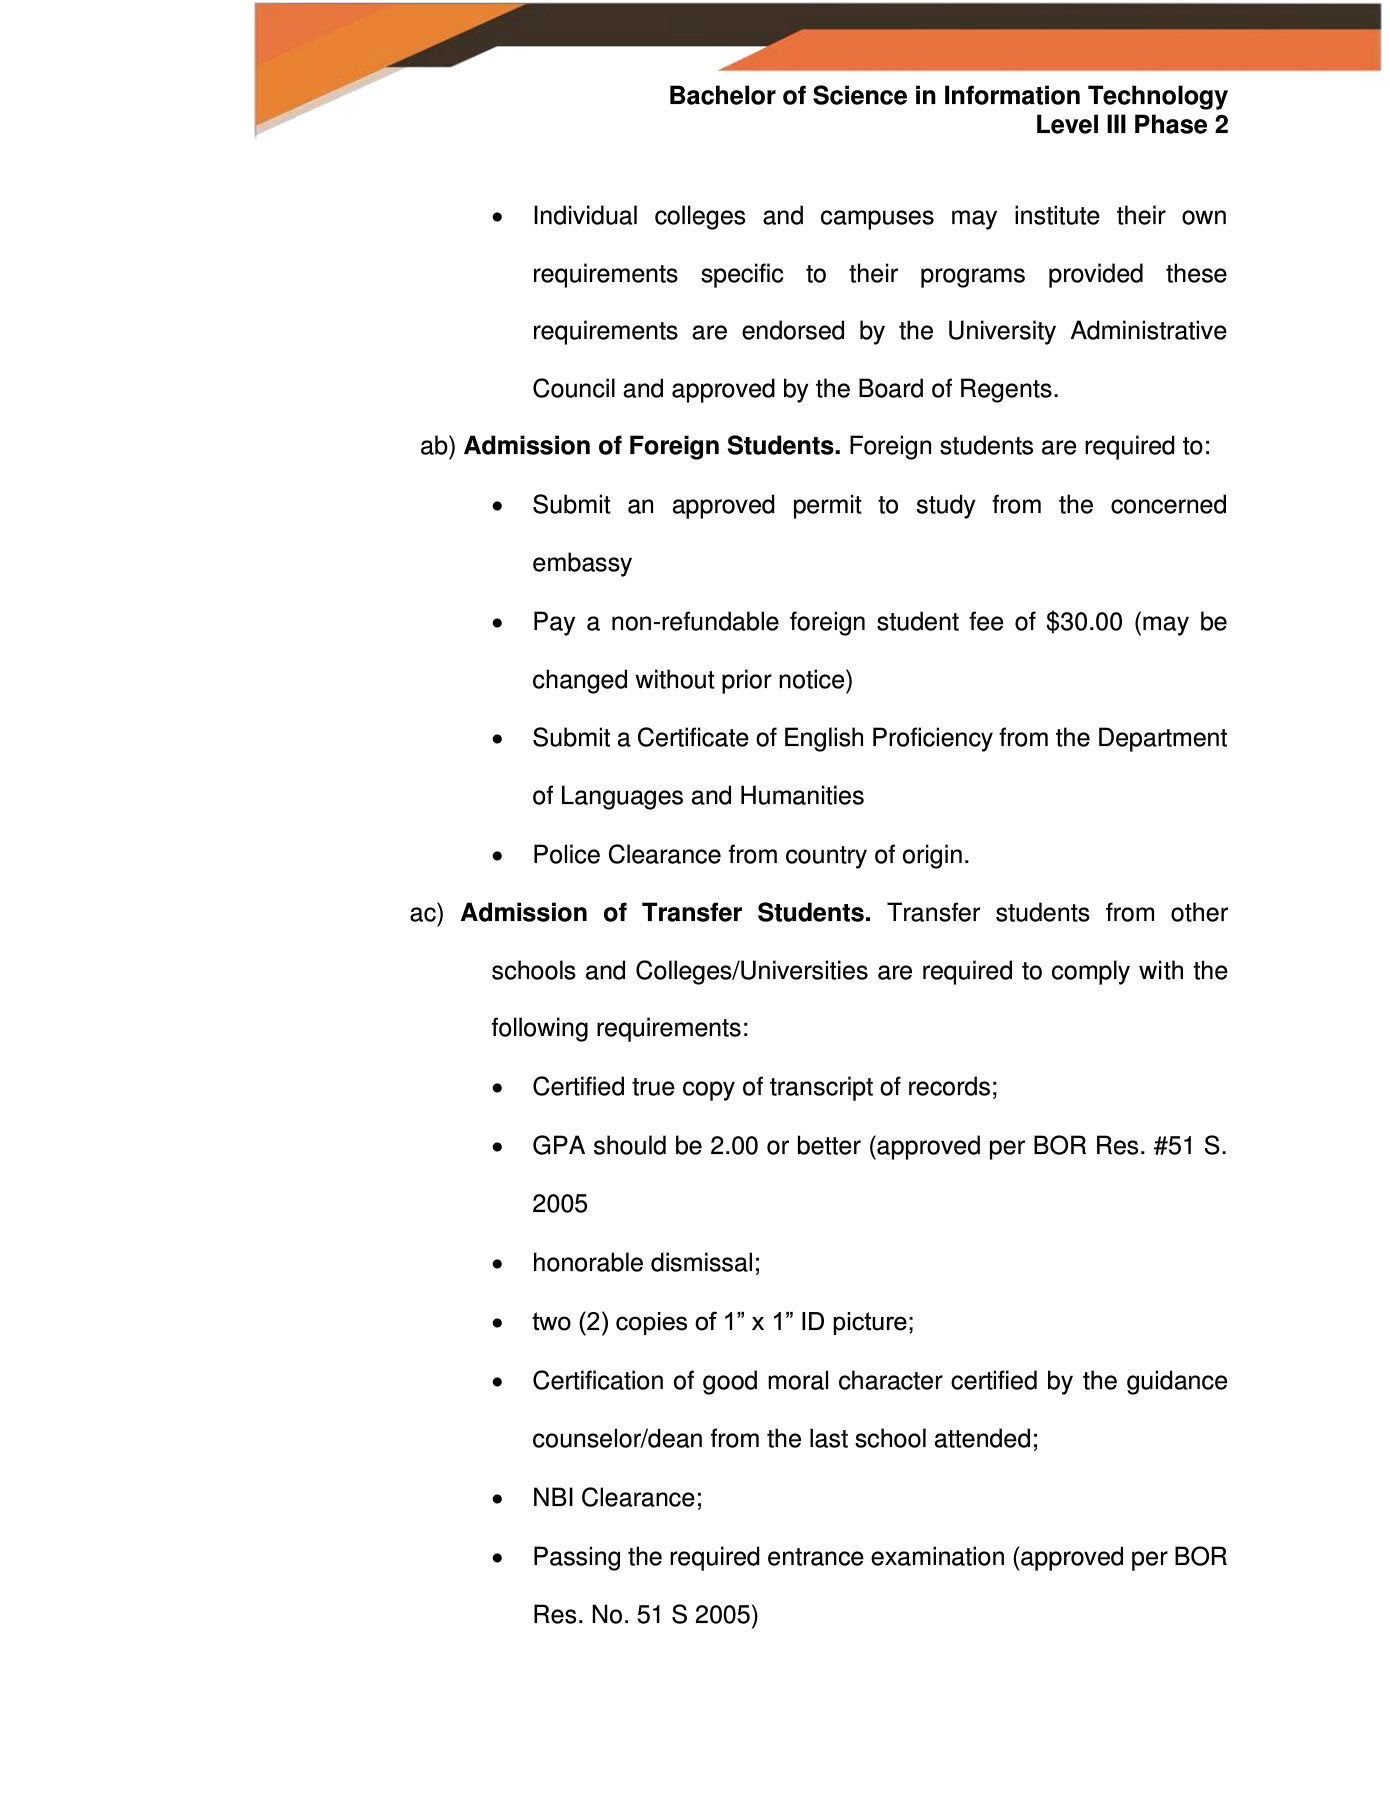 Bachelor of Science in Information Technology
Level III Phase 2
• Individual colleges and campuses may institute their own
requirements specific to their programs provided these
requirements are endorsed by the University Administrative
Council and approved by the Board of Regents.
ab) Admission of Foreign Students. Foreign students are required to:
• Submit an approved permit to study from the concerned
embassy
• Pay a non-refundable foreign student fee of $30.00 (may be
changed without prior notice)
• Submit a Certificate of English Proficiency from the Department
of Languages and Humanities
• Police Clearance from country of origin.
ac) Admission of Transfer Students. Transfer students from other
schools and Colleges/Universities are required to comply with the
following requirements:
• Certified true copy of transcript of records;
• GPA should be 2.00 or better (approved per BOR Res. #51 S.
2005
• honorable dismissal;
• two (2) copies of 1” x 1” ID picture;
• Certification of good moral character certified by the guidance
counselor/dean from the last school attended;
• NBI Clearance;
• Passing the required entrance examination (approved per BOR
Res. No. 51 S 2005)